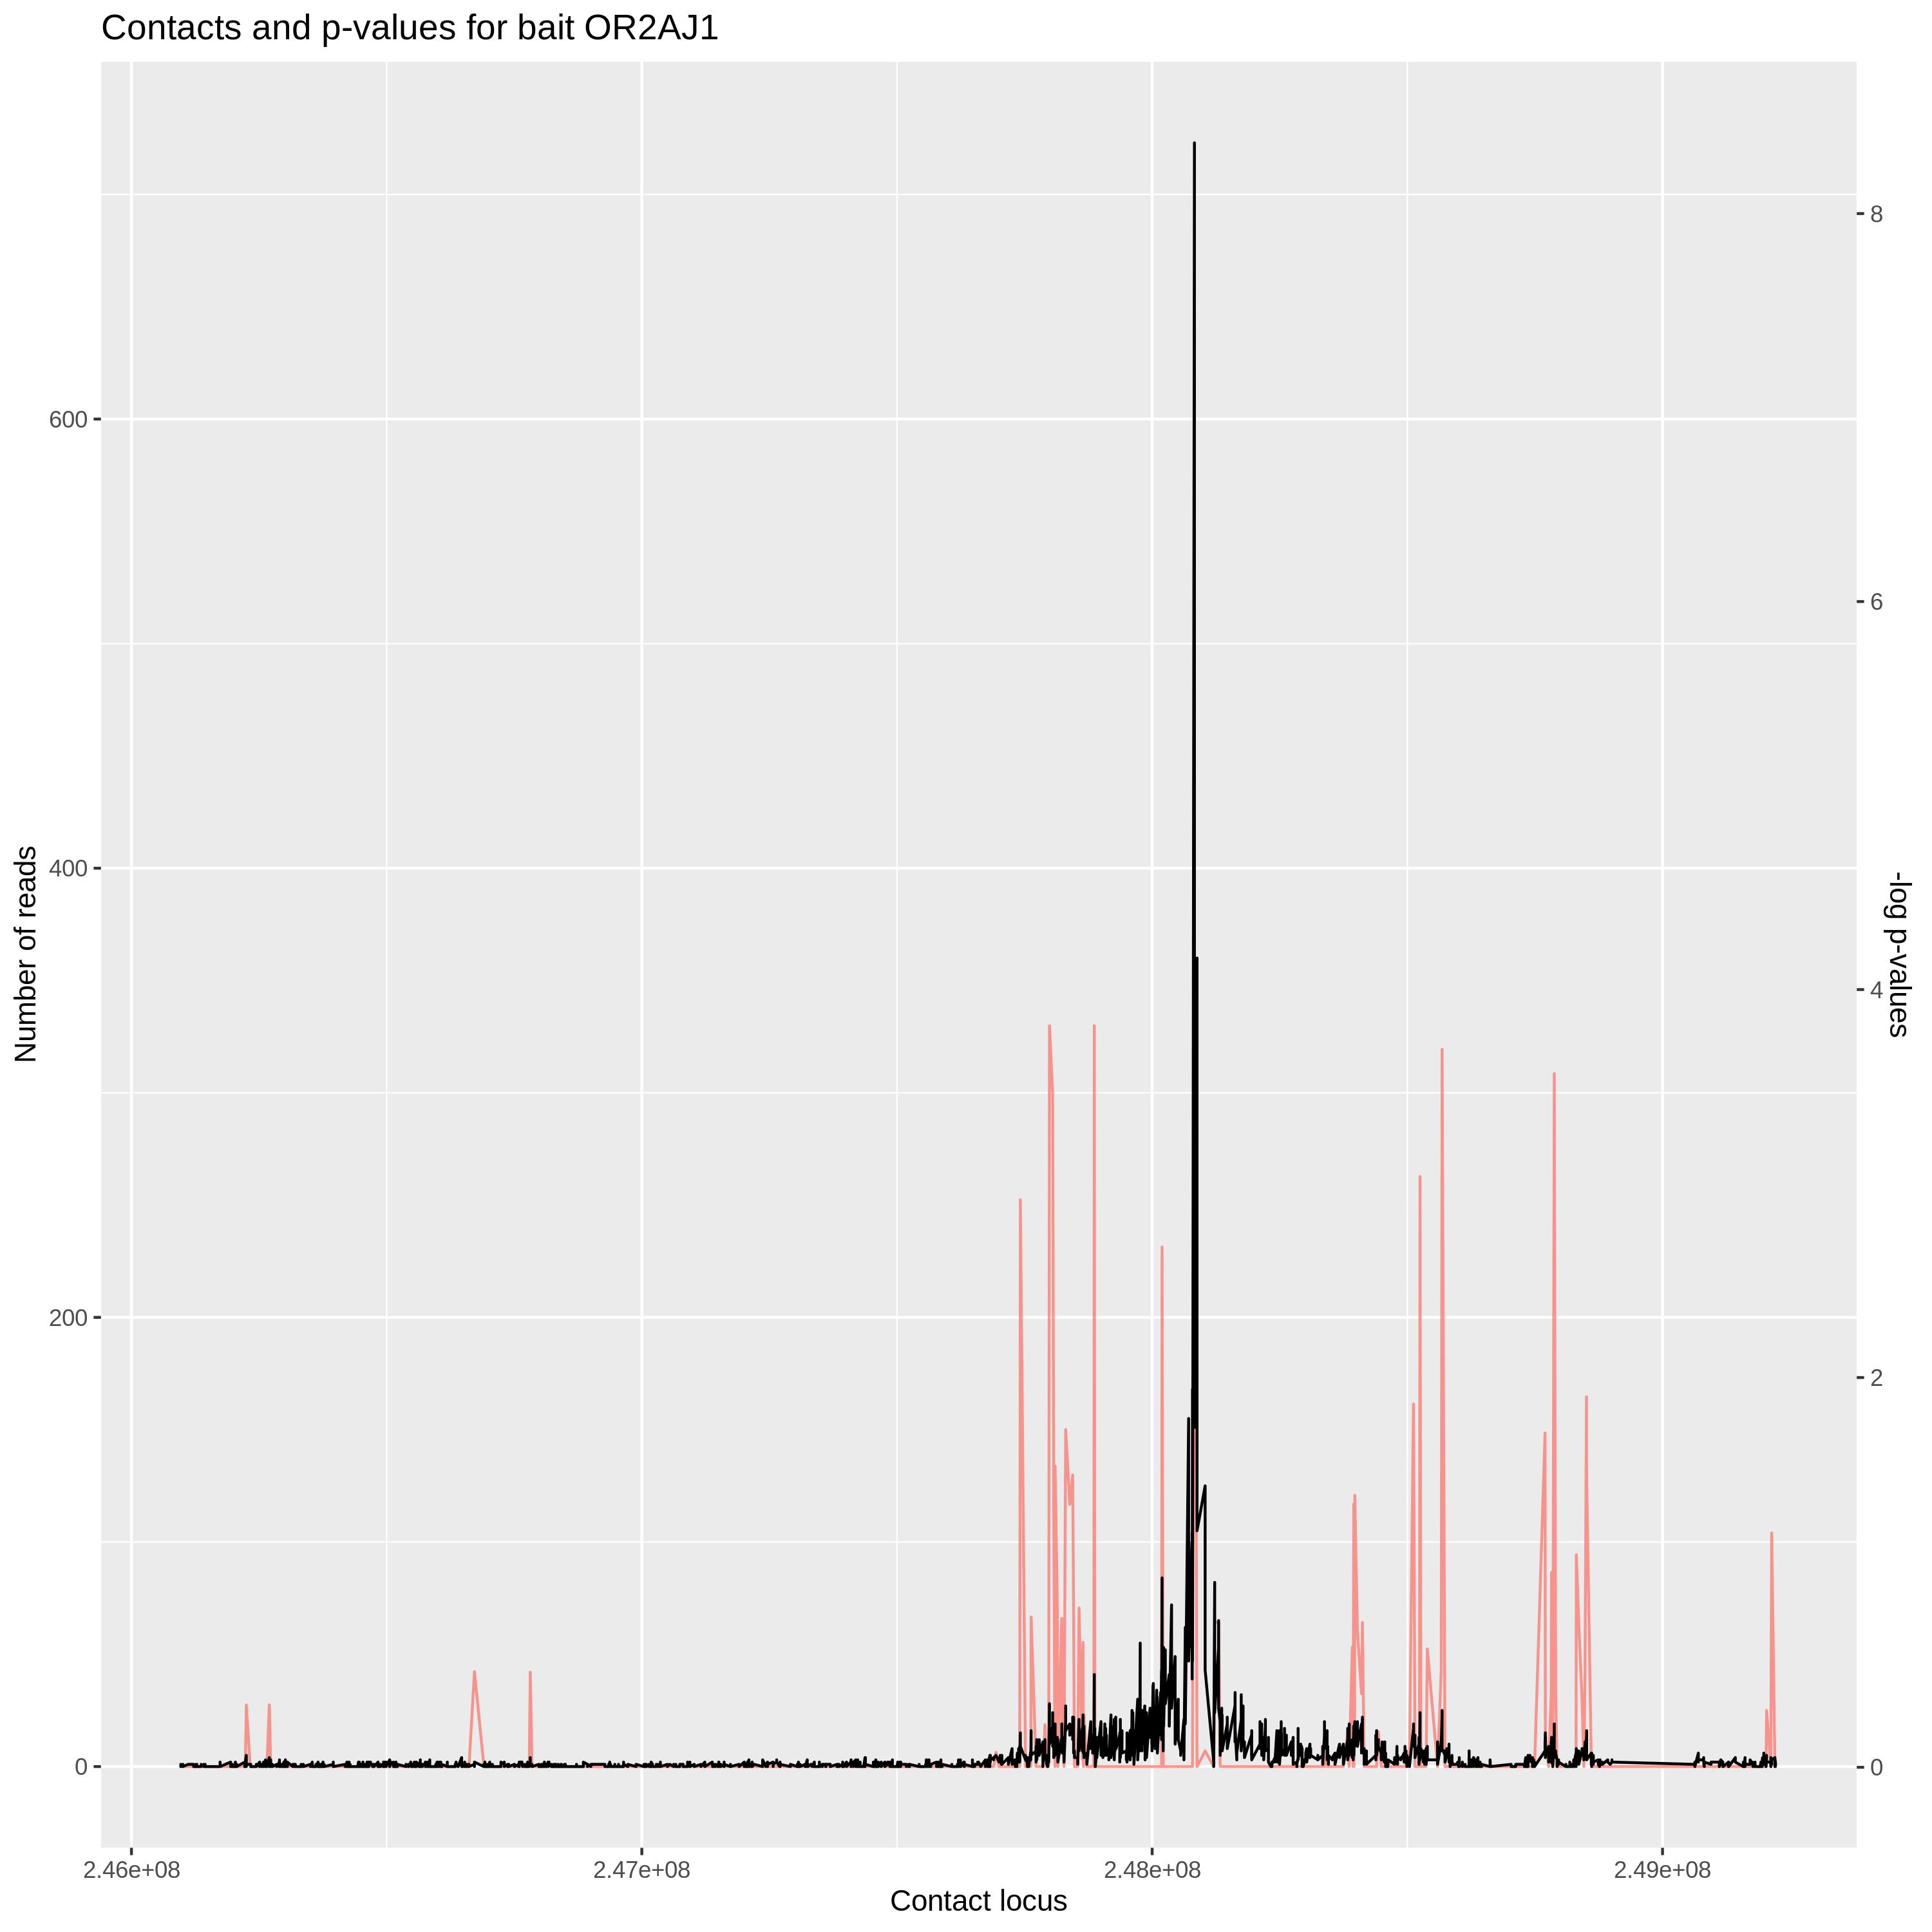 Contacts and p-values for bait OR2AJ1
Number of reads
600
400
200
0
8
6
4
2
0
-log p-values
2.46e+08 2.47e+08 2.48e+08 2.49e+08
Contact locus